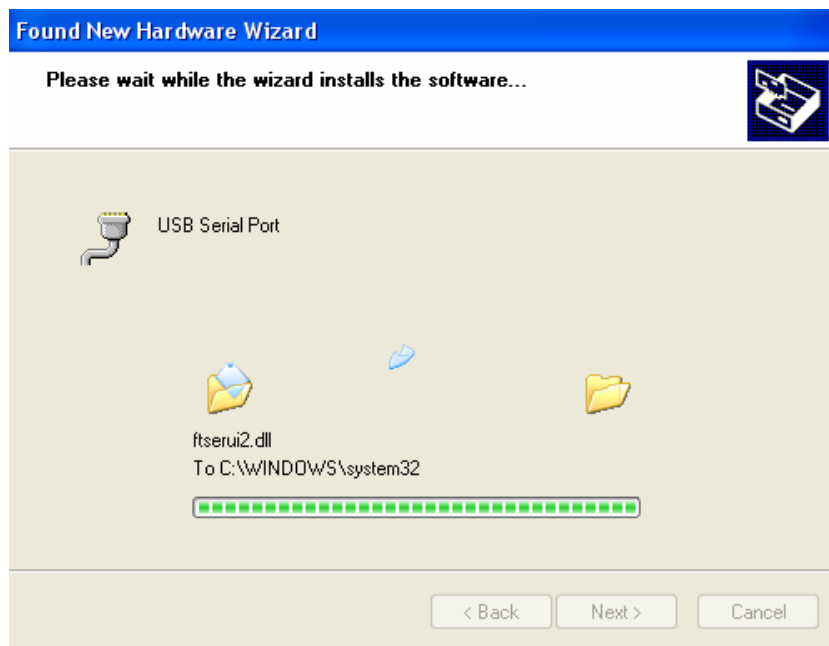 Found New Hardware Wizard
Please wait while the wizard installs the software...
USB Serial Port
ftserui2.dll
To C:\WINDOWS\system32
< Back
Next >
Cancel